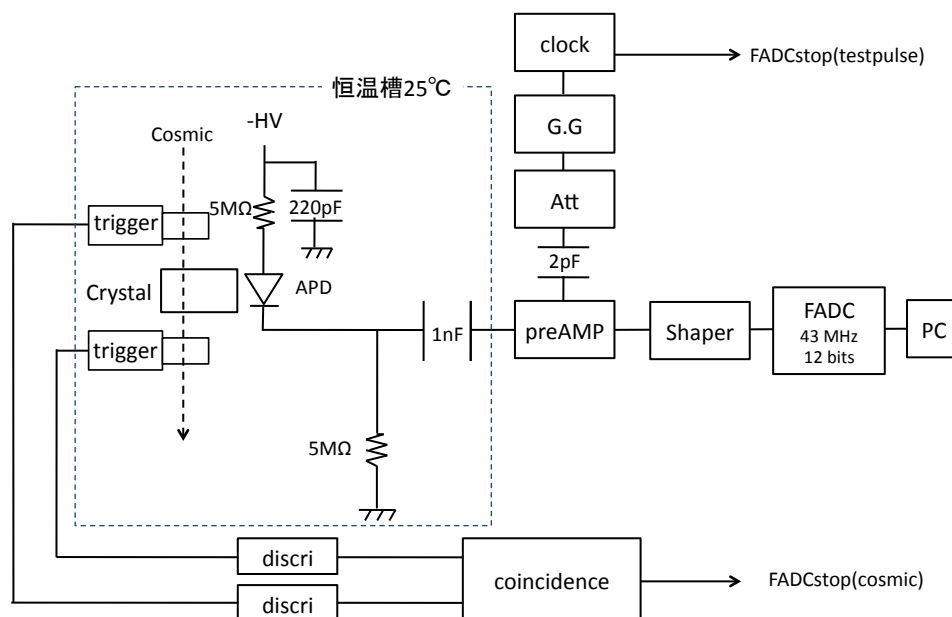 clock
FADCstop(testpulse)
恒温槽25℃
G.G
-HV
Cosmic
5MΩ
220pF
Att
trigger
2pF
Crystal
APD
trigger
1nF
preAMP
Shaper
FADC
43 MHz
12 bits
PC
5MΩ
discri
coincidence
FADCstop(cosmic)
discri